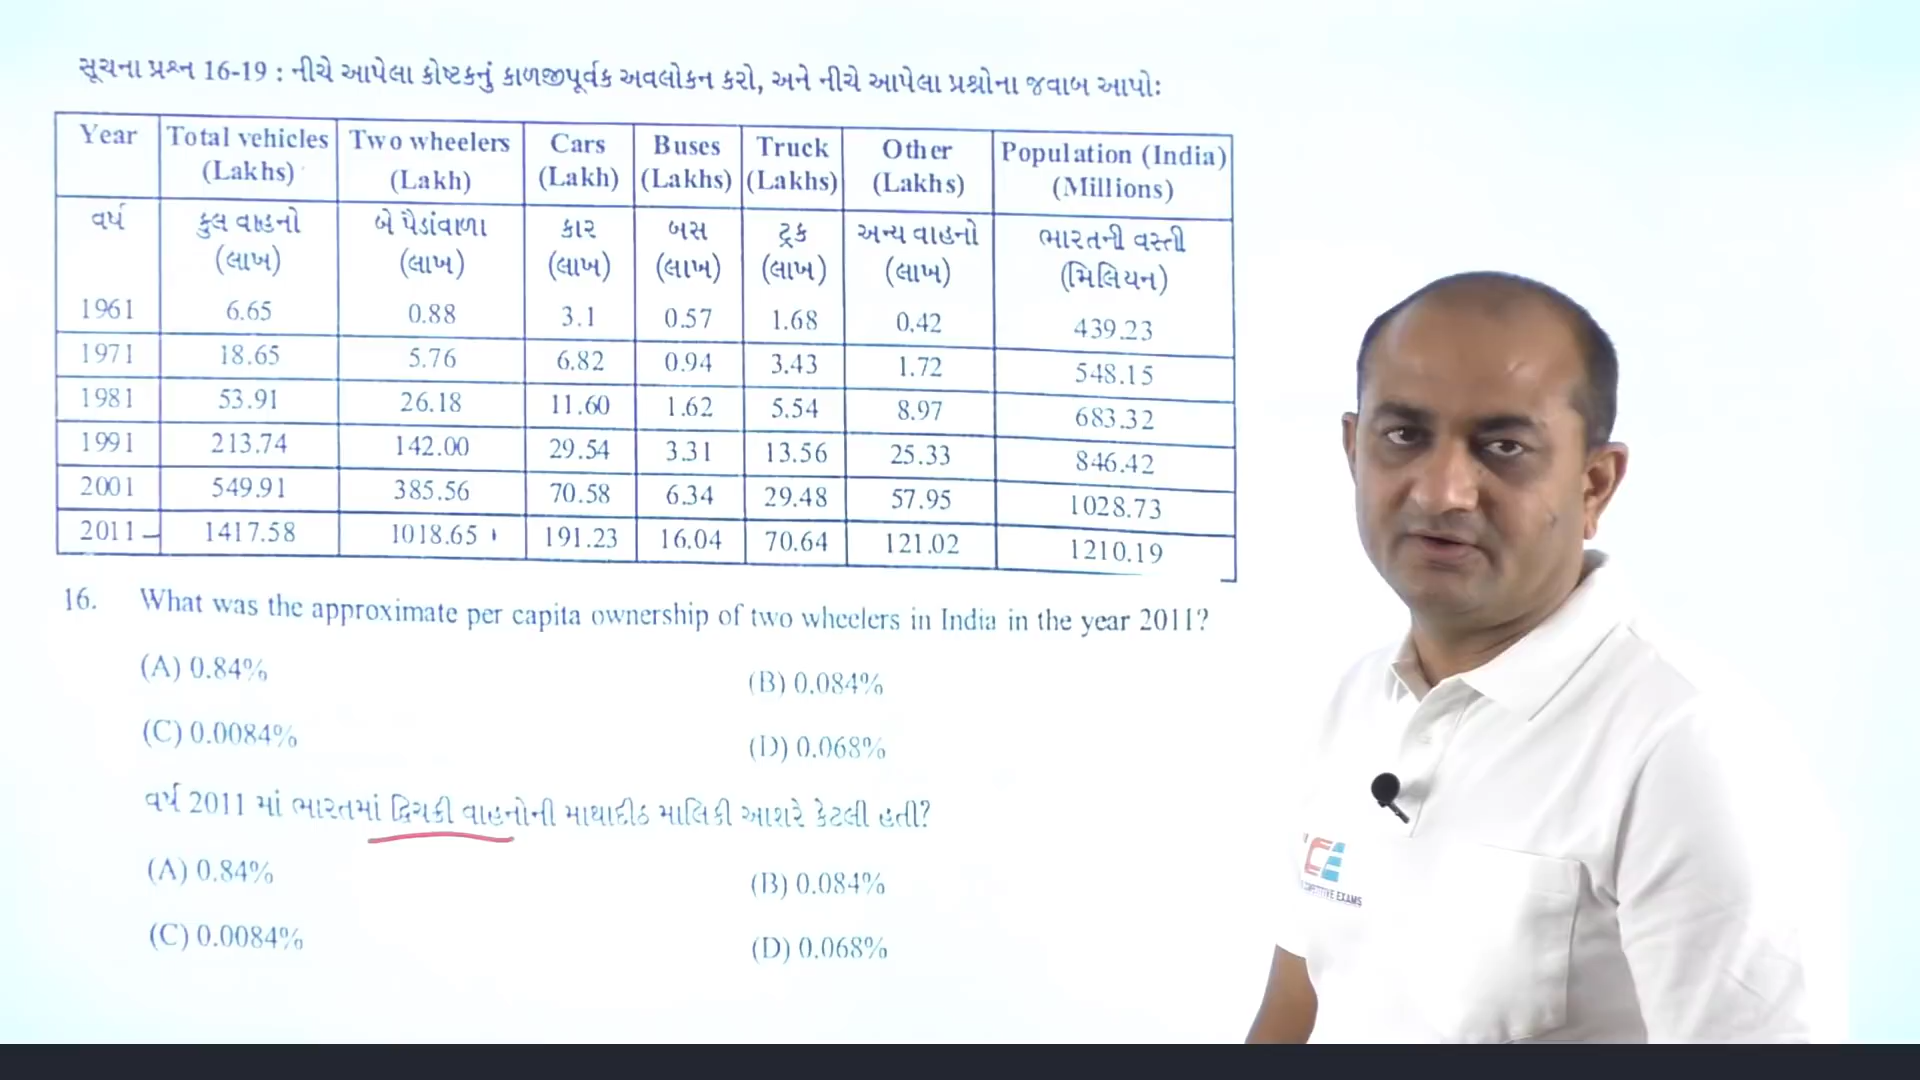 સૂચના પ્રશ્ન 16-19 : નીચે આપેલા કોષ્ટકનું કાળજીપૂર્વક અવલોકન કરો, અને નીચે આપેલા પ્રશ્નોના જવાબ આપોઃ
Year Total vehicles (Lakhs) Two wheelers (Lakh) Cars (Lakh) Buses (Lakhs) Truck (Lakhs) Other (Lakhs) Population (India) (Millions)
વર્ષ કુલ વાહનો (લાખ) બે પૈડાંવાળા (લાખ) કાર (લાખ) બસ (લાખ) ટ્રક (લાખ) અન્ય વાહનો (લાખ) ભારતની વસ્તી (મિલિયન)
1961 6.65 0.88 3.1 0.57 1.68 0.42 439.23
1971 18.65 5.76 6.82 0.94 3.43 1.72 548.15
1981 53.91 26.18 11.60 1.62 5.54 8.97 683.32
1991 213.74 142.00 29.54 3.31 13.56 25.33 846.42
2001 549.91 385.56 70.58 6.34 29.48 57.95 1028.73
2011 1417.58 1018.65 191.23 16.04 70.64 121.02 1210.19
16. What was the approximate per capita ownership of two wheelers in India in the year 2011?
(A) 0.84% (B) 0.084%
(C) 0.0084% (D) 0.068%
વર્ષ 2011 માં ભારતમાં દ્વિચક્રી વાહનોની માથાદીઠ માલિકી આશરે કેટલી હતી?
(A) 0.84% (B) 0.084%
(C) 0.0084% (D) 0.068%
COMPETITIVE EXAMS